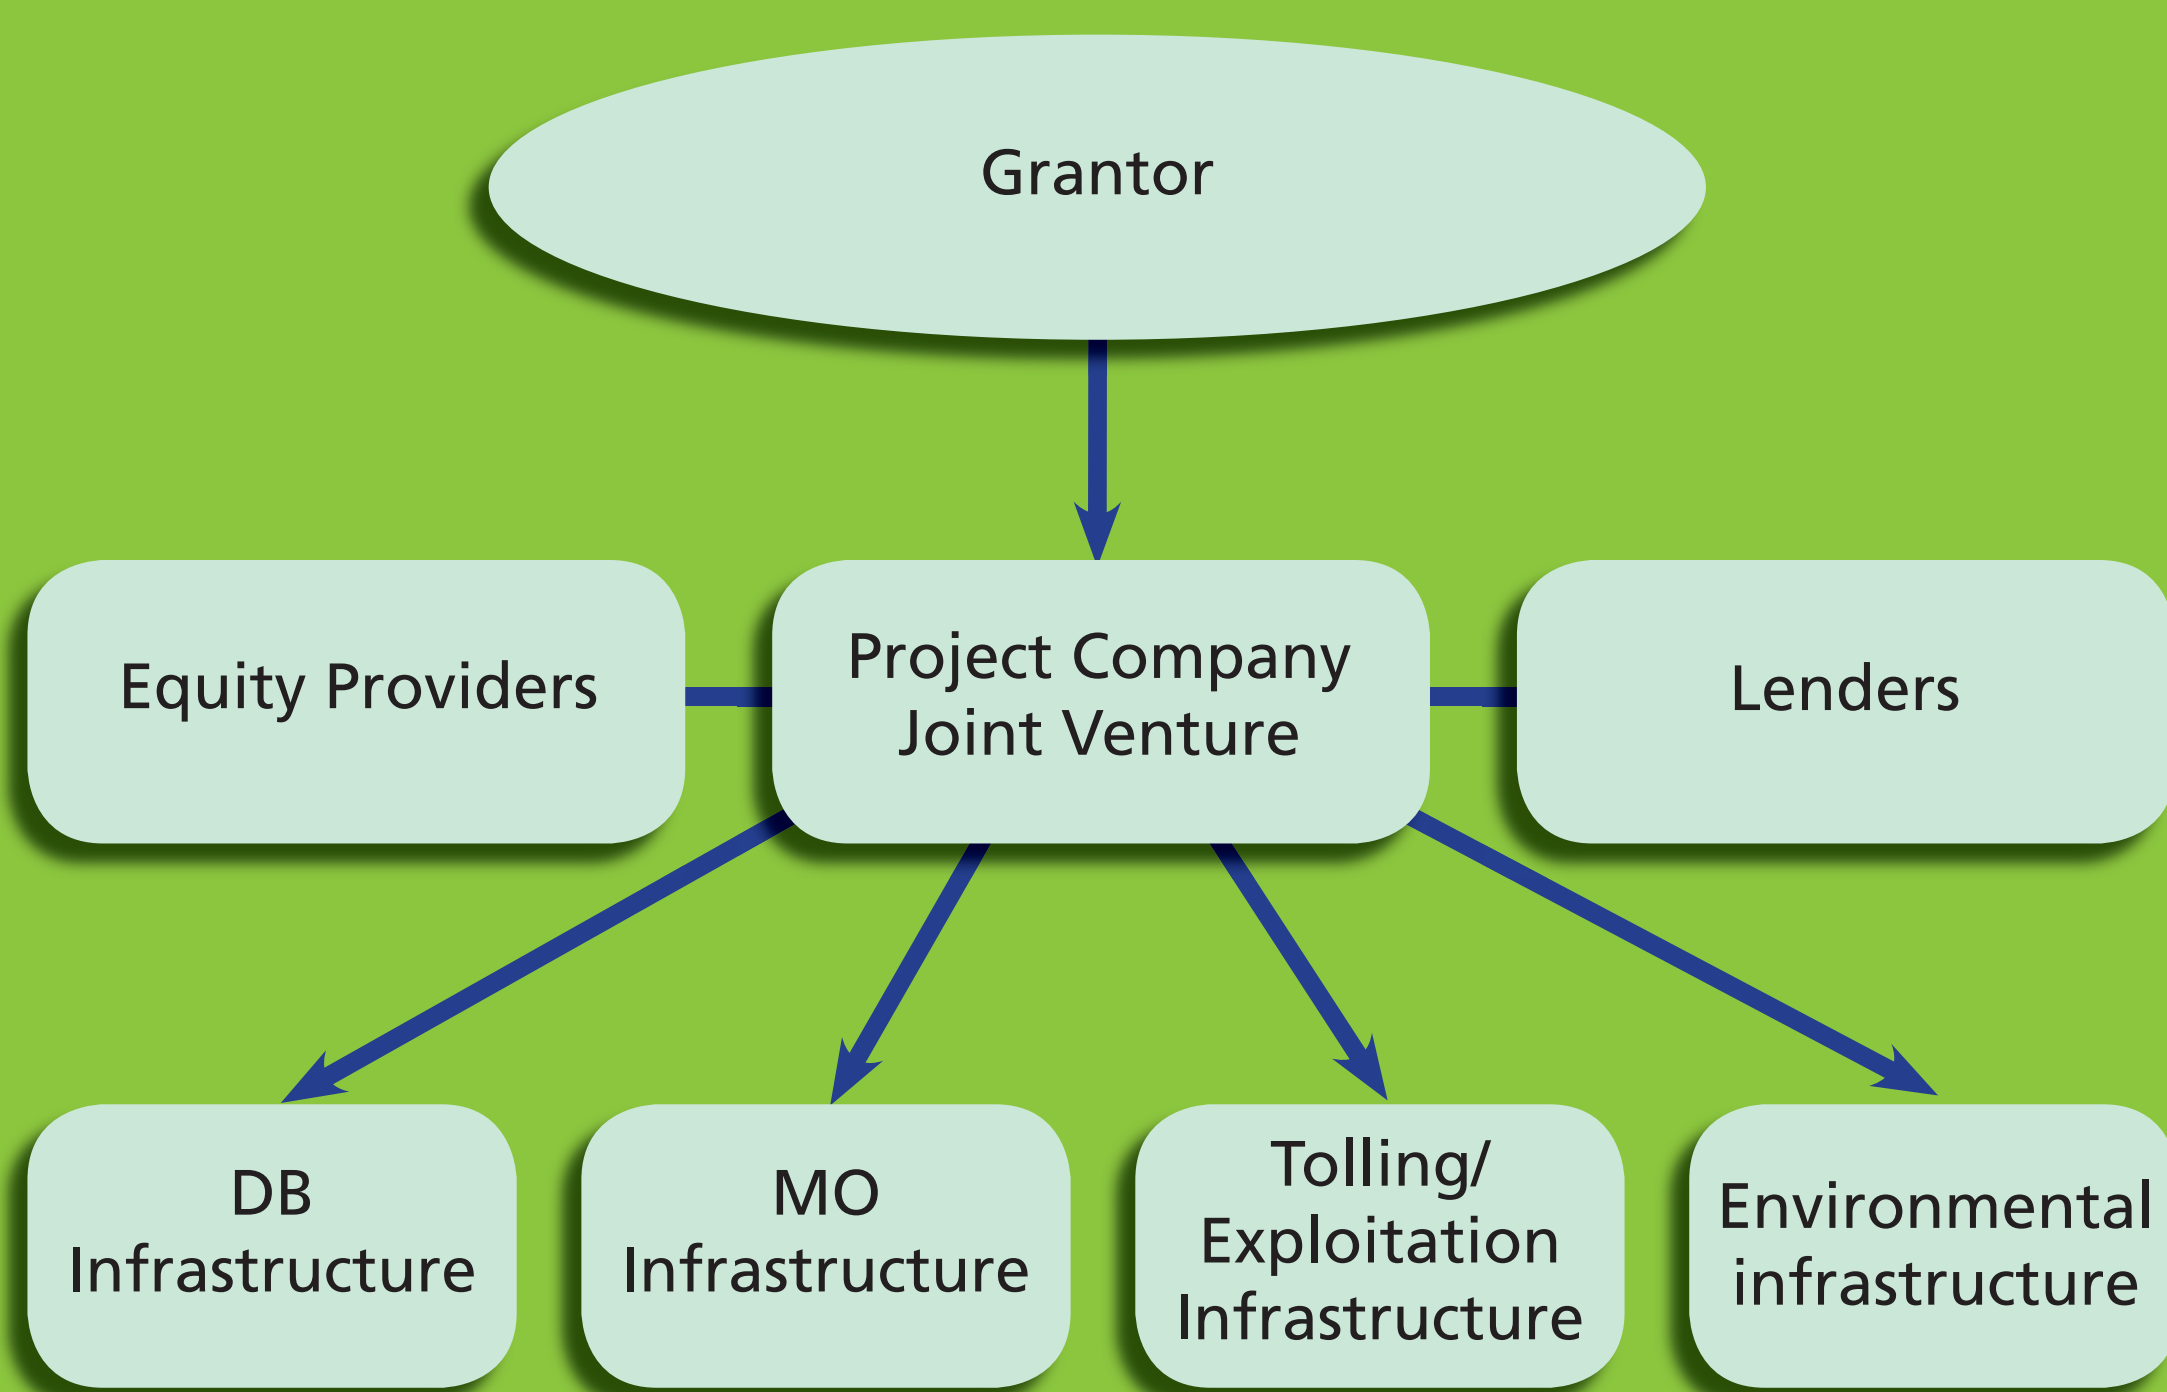 Grantor
Equity Providers
Project Company
Joint Venture
Lenders
DB
Infrastructure
MO
Infrastructure
Tolling/
Exploitation
Infrastructure
Environmental
infrastructure